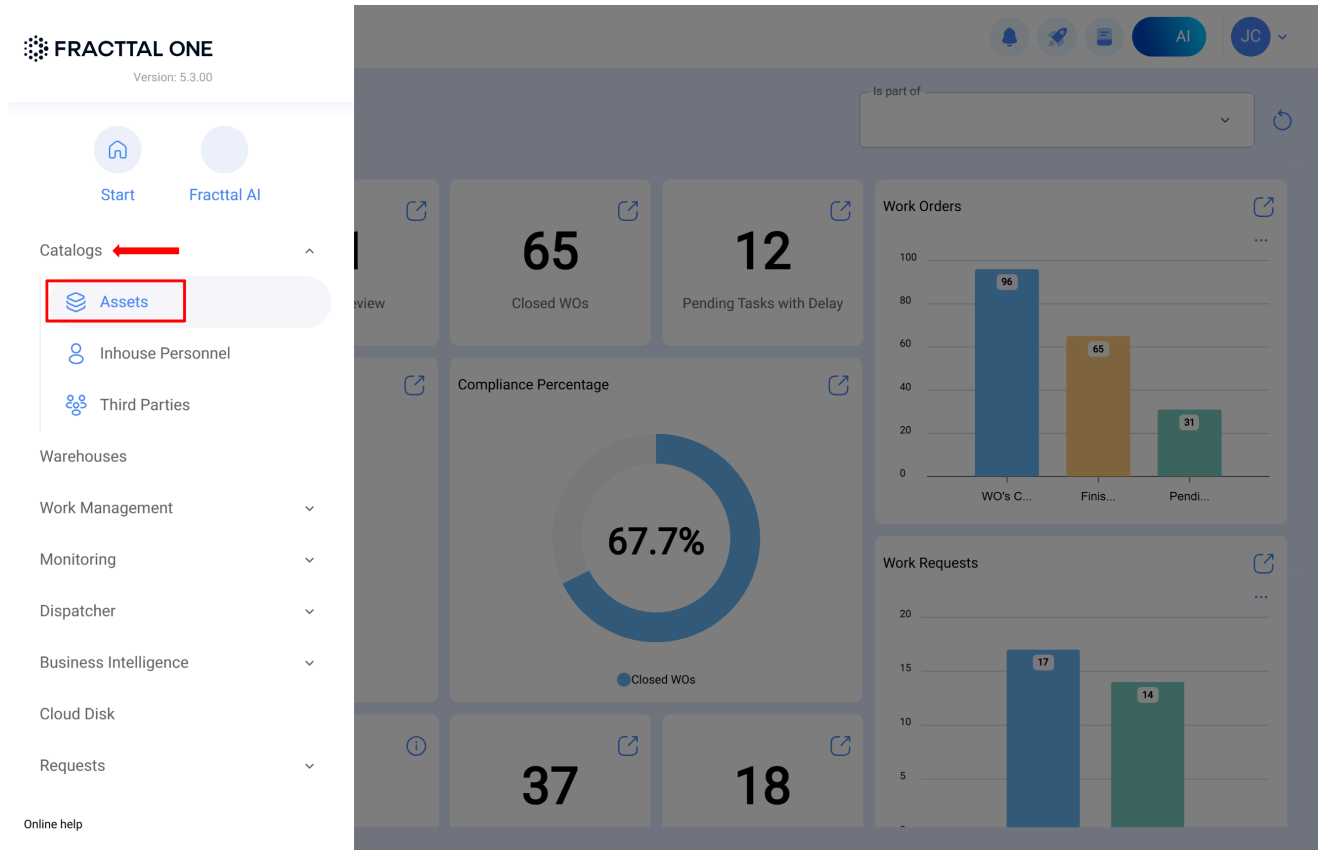 FRACTTAL ONE
Version: 5.3.00
Start
Fracttal AI
Catalogs
Assets
Inhouse Personnel
Third Parties
Warehouses
Work Management
Monitoring
Dispatcher
Business Intelligence
Cloud Disk
Requests
Online help
AI
JC
Is part of
65
Closed WOs
12
Pending Tasks with Delay
Work Orders
...
100
80
60
40
20
0
96
65
31
WO's C...
Finis...
Pendi...
Compliance Percentage
67.7%
Closed WOs
Work Requests
...
20
15
10
5
17
14
37
18